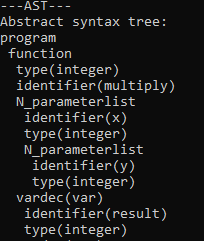 ---AST---
Abstract syntax tree:
program
function
type(integer)
identifier(multiply)
N_parameterlist
identifier(x)
type(integer)
N_parameterlist
identifier(y)
type(integer)
vardec(var)
identifier(result)
type(integer)